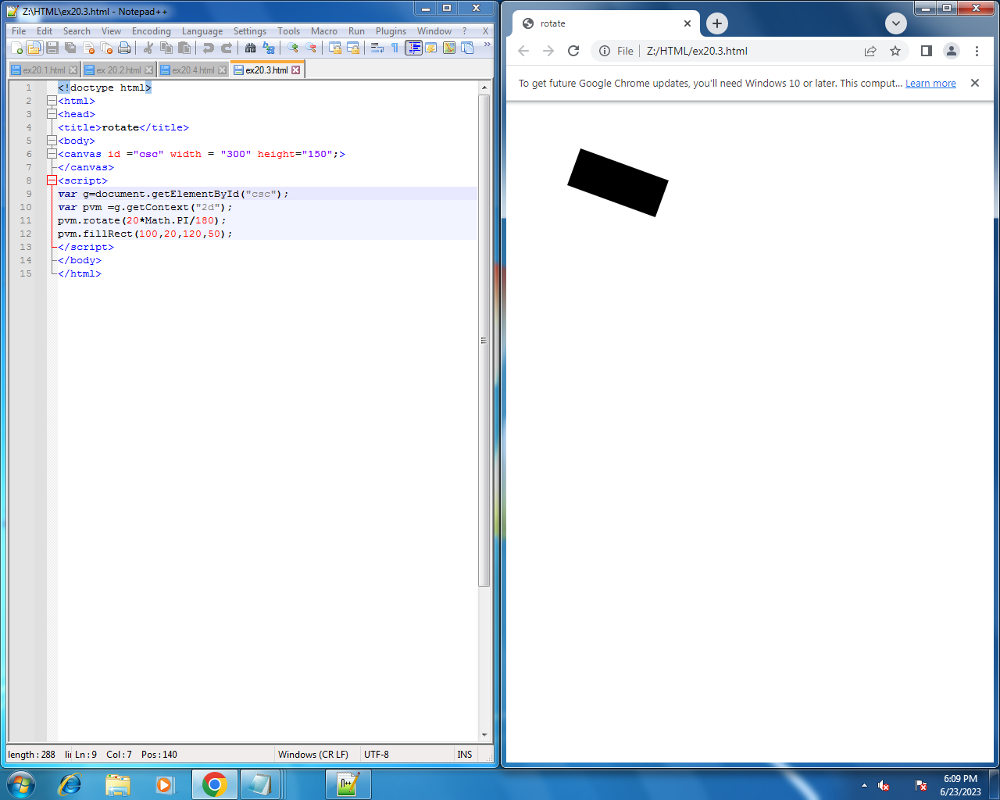 Z:\HTML\ex20.3.html - Notepad++
File Edit Search View Encoding Language Settings Tools Macro Run Plugins Window ? X
ex20.1.html ex 20.2.html ex20.4.html ex20.3.html
1 <!doctype html>
2 <html>
3 <head>
4 <title>rotate</title>
5 <body>
6 <canvas id ="csc" width = "300" height="150";>
7 </canvas>
8 <script>
9 var g=document.getElementById("csc");
10 var pvm =g.getContext("2d");
11 pvm.rotate(20*Math.PI/180);
12 pvm.fillRect(100,20,120,50);
13 </script>
14 </body>
15 </html>
length : 288 Ln : 9 Col : 7 Pos : 140 Windows (CR LF) UTF-8 INS
rotate
File Z:/HTML/ex20.3.html
To get future Google Chrome updates, you'll need Windows 10 or later. This comput... Learn more
6:09 PM
6/23/2023